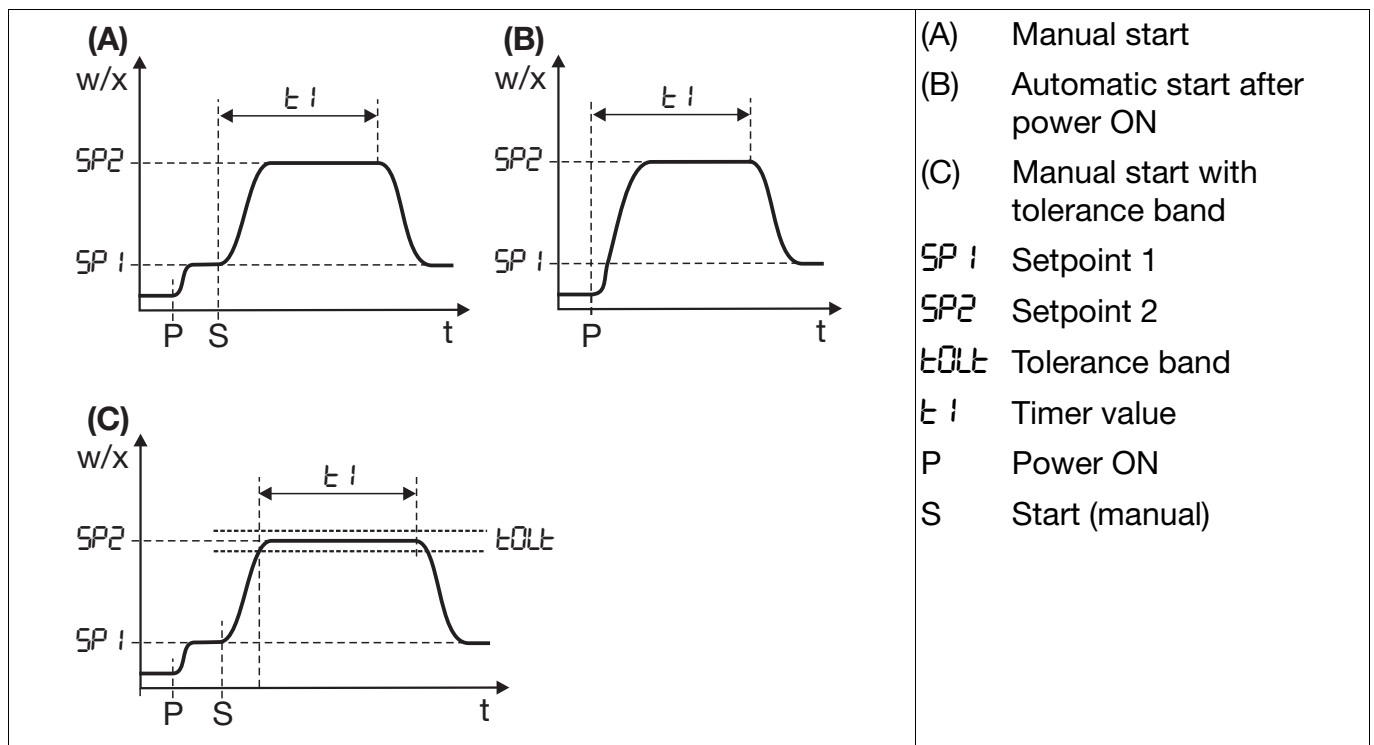 (A)
w/x
t1
SP2
SP1
P S t
(B)
w/x
t1
SP2
SP1
P t
(C)
w/x
t1
SP2
tOLt
SP1
P S t
(A) Manual start
(B) Automatic start after
power ON
(C) Manual start with
tolerance band
SP1 Setpoint 1
SP2 Setpoint 2
tOLt Tolerance band
t1 Timer value
P Power ON
S Start (manual)